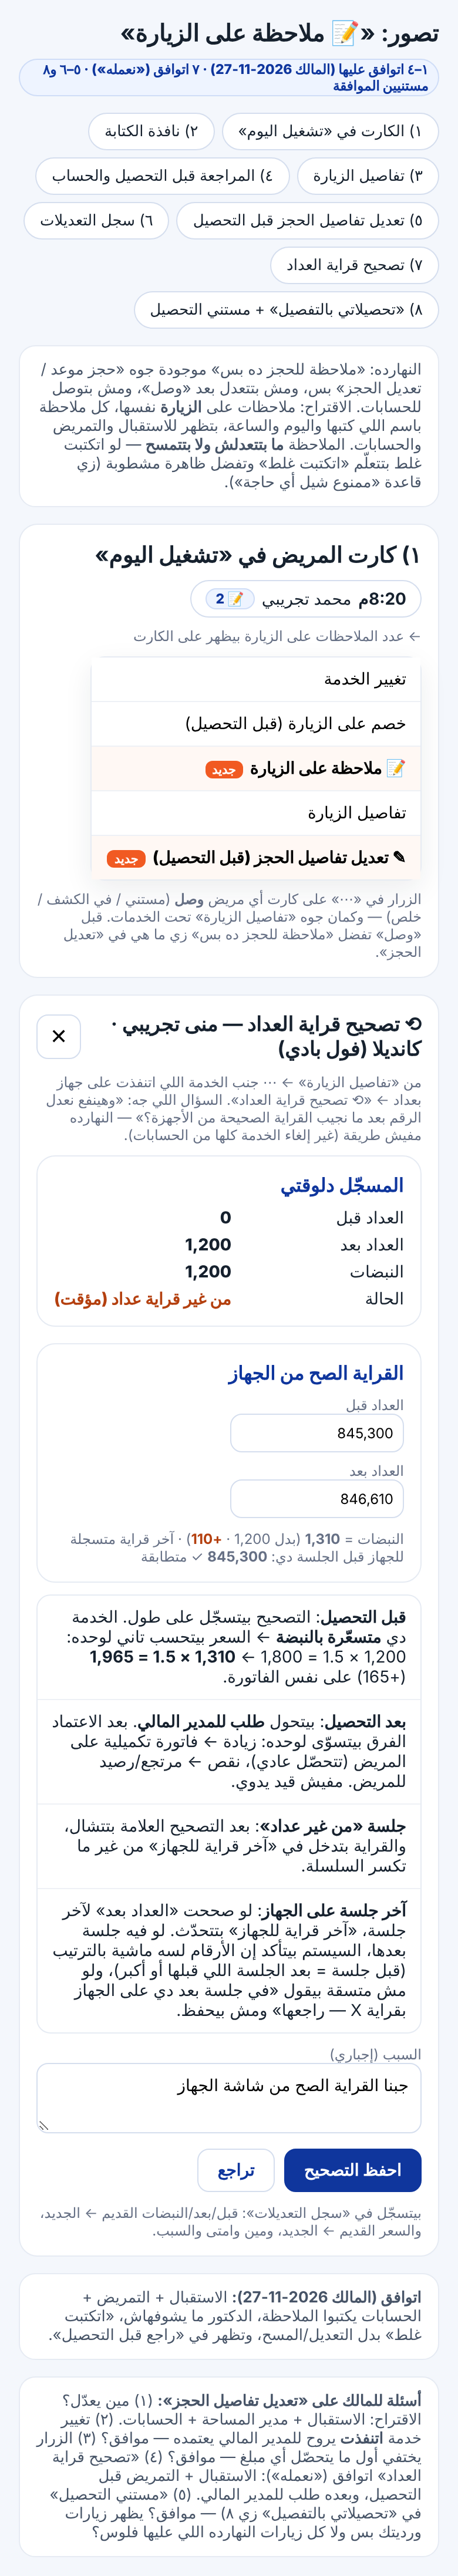 تصور: «📝 ملاحظة على الزيارة»
١–٤ اتوافق عليها (المالك 2026-11-27) · ٧ اتوافق («نعمله») · ٥–٦ و٨
مستنيين الموافقة
١) الكارت في «تشغيل اليوم»
٢) نافذة الكتابة
٣) تفاصيل الزيارة
٤) المراجعة قبل التحصيل والحساب
٥) تعديل تفاصيل الحجز قبل التحصيل
٦) سجل التعديلات
٧) تصحيح قراية العداد
٨) «تحصيلاتي بالتفصيل» + مستني التحصيل
النهارده: «ملاحظة للحجز ده بس» موجودة جوه «حجز موعد /
تعديل الحجز» بس، ومش بتتعدل بعد «وصل»، ومش بتوصل
للحسابات. الاقتراح: ملاحظات على الزيارة نفسها، كل ملاحظة
باسم اللي كتبها واليوم والساعة، بتظهر للاستقبال والتمريض
والحسابات. الملاحظة ما بتتعدلش ولا بتتمسح — لو اتكتبت
غلط بتتعلّم «اتكتبت غلط» وتفضل ظاهرة مشطوبة (زي
قاعدة «ممنوع شيل أي حاجة»).
١) كارت المريض في «تشغيل اليوم»
8:20م محمد تجريبي 📝 2
← عدد الملاحظات على الزيارة بيظهر على الكارت
تغيير الخدمة
خصم على الزيارة (قبل التحصيل)
📝 ملاحظة على الزيارة جديد
تفاصيل الزيارة
✎ تعديل تفاصيل الحجز (قبل التحصيل) جديد
الزرار في «⋯» على كارت أي مريض وصل (مستني / في الكشف /
خلص) — وكمان جوه «تفاصيل الزيارة» تحت الخدمات. قبل
«وصل» تفضل «ملاحظة للحجز ده بس» زي ما هي في «تعديل
الحجز».
⟲ تصحيح قراية العداد — منى تجريبي ·
كانديلا (فول بادي)
✕
من «تفاصيل الزيارة» ← ⋯ جنب الخدمة اللي اتنفذت على جهاز
بعداد ← «⟲ تصحيح قراية العداد». السؤال اللي جه: «وهينفع نعدل
الرقم بعد ما نجيب القراية الصحيحة من الأجهزة؟» — النهارده
مفيش طريقة (غير إلغاء الخدمة كلها من الحسابات).
المسجّل دلوقتي
العداد قبل 0
العداد بعد 1,200
النبضات 1,200
الحالة من غير قراية عداد (مؤقت)
القراية الصح من الجهاز
العداد قبل
845,300
العداد بعد
846,610
النبضات = 1,310 (بدل 1,200 · +110) · آخر قراية متسجلة
للجهاز قبل الجلسة دي: 845,300 ✓ متطابقة
قبل التحصيل: التصحيح بيتسجّل على طول. الخدمة
دي متسعّرة بالنبضة ← السعر بيتحسب تاني لوحده:
1,200 × 1.5 = 1,800 ← 1,310 × 1.5 = 1,965
(+165) على نفس الفاتورة.
بعد التحصيل: بيتحول طلب للمدير المالي. بعد الاعتماد
الفرق بيتسوّى لوحده: زيادة ← فاتورة تكميلية على
المريض (تتحصّل عادي)، نقص ← مرتجع/رصيد
للمريض. مفيش قيد يدوي.
جلسة «من غير عداد»: بعد التصحيح العلامة بتتشال،
والقراية بتدخل في «آخر قراية للجهاز» من غير ما
تكسر السلسلة.
آخر جلسة على الجهاز: لو صححت «العداد بعد» لآخر
جلسة، «آخر قراية للجهاز» بتتحدّث. لو فيه جلسة
بعدها، السيستم بيتأكد إن الأرقام لسه ماشية بالترتيب
(قبل جلسة = بعد الجلسة اللي قبلها أو أكبر)، ولو
مش متسقة بيقول «في جلسة بعد دي على الجهاز
بقراية X — راجعها» ومش بيحفظ.
السبب (إجباري)
جبنا القراية الصح من شاشة الجهاز
احفظ التصحيح
تراجع
بيتسجّل في «سجل التعديلات»: قبل/بعد/النبضات القديم ← الجديد،
والسعر القديم ← الجديد، ومين وامتى والسبب.
اتوافق (المالك 2026-11-27): الاستقبال + التمريض +
الحسابات يكتبوا الملاحظة، الدكتور ما يشوفهاش، «اتكتبت
غلط» بدل التعديل/المسح، وتظهر في «راجع قبل التحصيل».
أسئلة للمالك على «تعديل تفاصيل الحجز»: (١) مين يعدّل؟
الاقتراح: الاستقبال + مدير المساحة + الحسابات. (٢) تغيير
خدمة اتنفذت يروح للمدير المالي يعتمده — موافق؟ (٣) الزرار
يختفي أول ما يتحصّل أي مبلغ — موافق؟ (٤) «تصحيح قراية
العداد» اتوافق («نعمله»): الاستقبال + التمريض قبل
التحصيل، وبعده طلب للمدير المالي. (٥) «مستني التحصيل»
في «تحصيلاتي بالتفصيل» زي ٨) — موافق؟ يظهر زيارات
ورديتك بس ولا كل زيارات النهارده اللي عليها فلوس؟